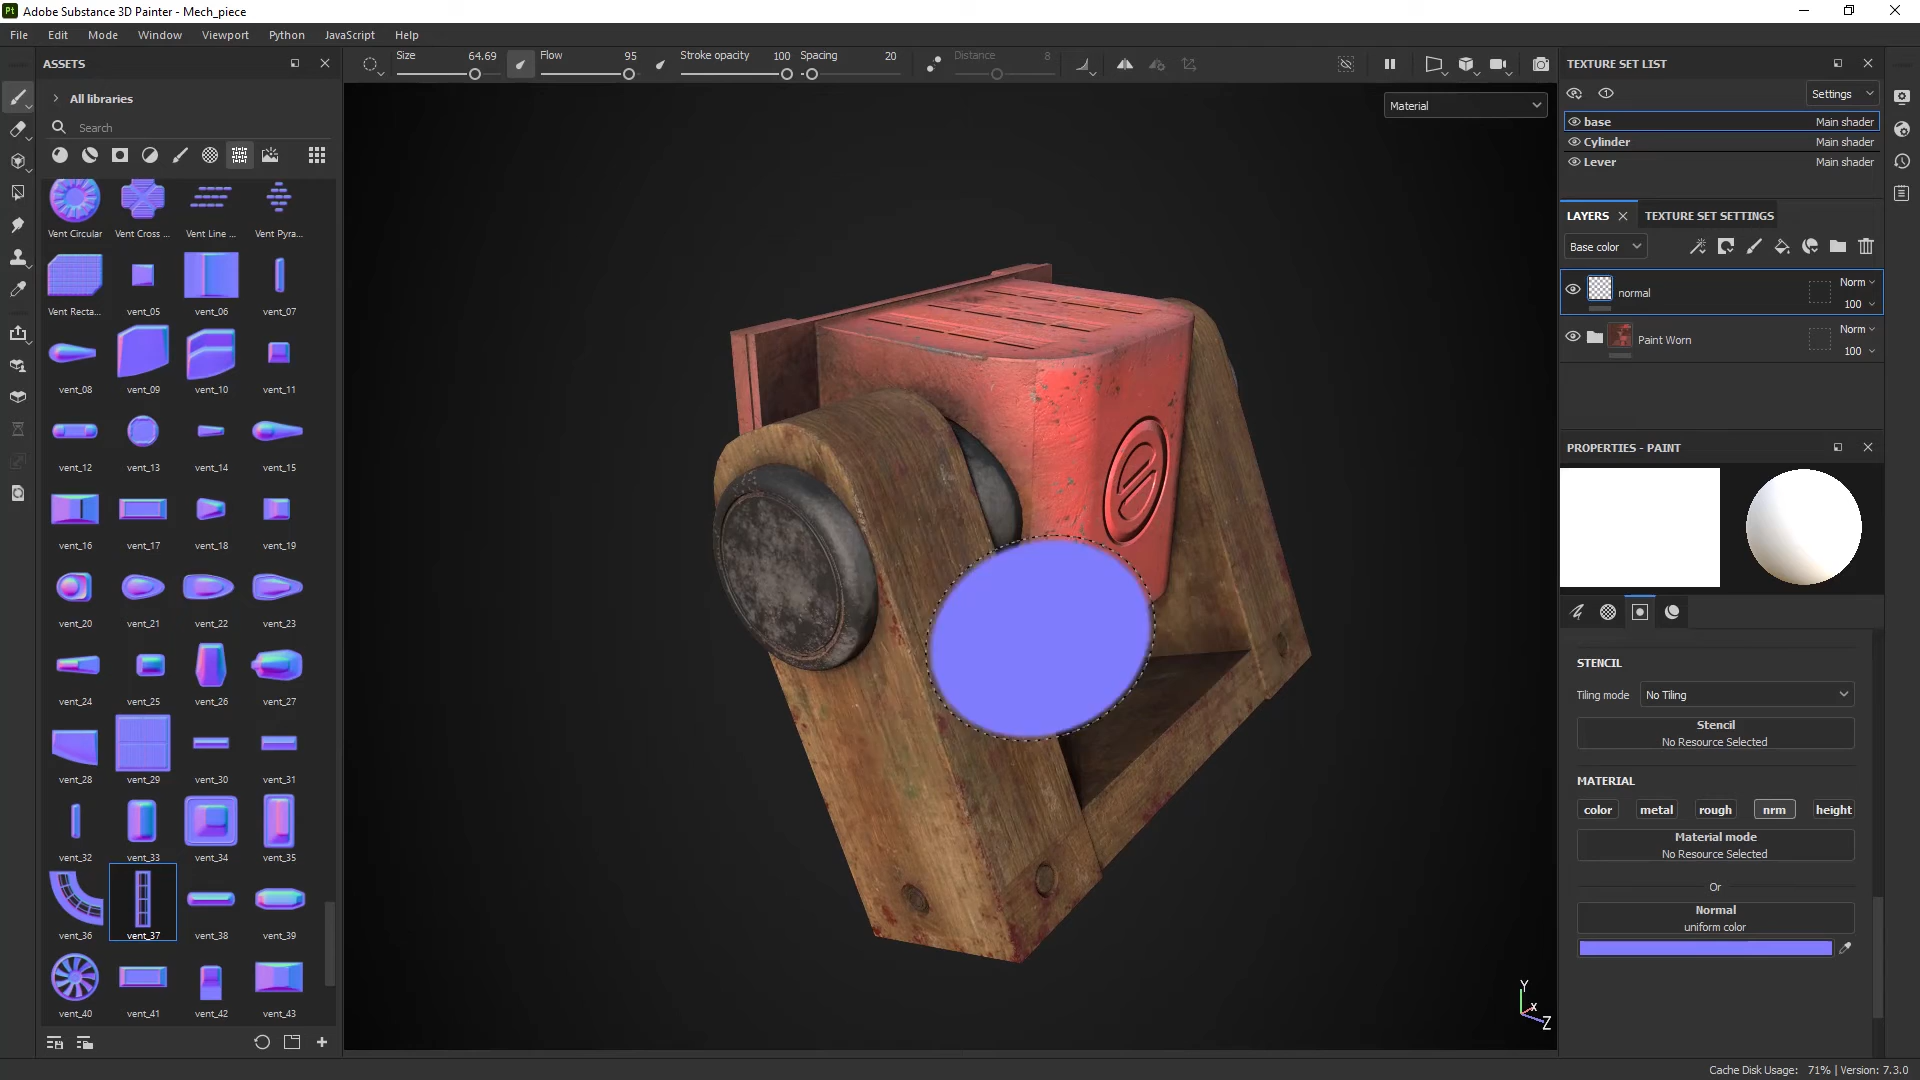 Pt Adobe Substance 3D Painter - Mech_piece
File Edit Mode Window Viewport Python JavaScript Help
ASSETS
Size 64.69
Flow 95
Stroke opacity 100
Spacing 20
Distance 8
All libraries
Search
Vent Circular Vent Cross ... Vent Line ... Vent Pyra...
Vent Recta... vent_05 vent_06 vent_07
vent_08 vent_09 vent_10 vent_11
vent_12 vent_13 vent_14 vent_15
vent_16 vent_17 vent_18 vent_19
vent_20 vent_21 vent_22 vent_23
vent_24 vent_25 vent_26 vent_27
vent_28 vent_29 vent_30 vent_31
vent_32 vent_33 vent_34 vent_35
vent_36 vent_37 vent_38 vent_39
vent_40 vent_41 vent_42 vent_43
Material
Y
X
Z
TEXTURE SET LIST
Settings
base Main shader
Cylinder Main shader
Lever Main shader
LAYERS TEXTURE SET SETTINGS
Base color
normal Norm
100
Paint Worn Norm
100
PROPERTIES - PAINT
STENCIL
Tiling mode No Tiling
Stencil
No Resource Selected
MATERIAL
color metal rough nrm height
Material mode
No Resource Selected
Or
Normal
uniform color
Cache Disk Usage: 71% | Version: 7.3.0